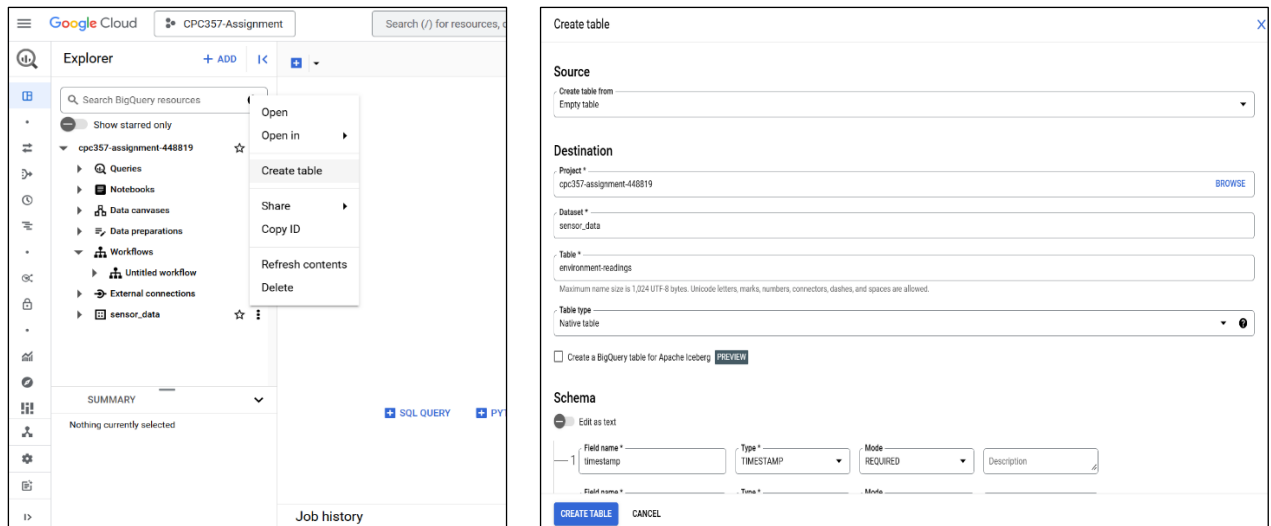 Google Cloud
CPC357-Assignment
Search (/) for resources,
Explorer
+ ADD
Search BigQuery resources
Show starred only
cpc357-assignment-448819
Queries
Notebooks
Data canvases
Data preparations
Workflows
Untitled workflow
External connections
sensor_data
Open
Open in
Create table
Share
Copy ID
Refresh contents
Delete
SUMMARY
Nothing currently selected
SQL QUERY
Job history
Create table
X
Source
Create table from
Empty table
Destination
Project *
cpc357-assignment-448819
BROWSE
Dataset *
sensor_data
Table *
environment-readings
Maximum name size is 1,024 UTF-8 bytes. Unicode letters, marks, numbers, connectors, dashes, and spaces are allowed.
Table type
Native table
Create a BigQuery table for Apache Iceberg PREVIEW
Schema
Edit as text
1
Field name *
timestamp
Type *
TIMESTAMP
Mode
REQUIRED
Description
Field name * Type * Mode
CREATE TABLE
CANCEL